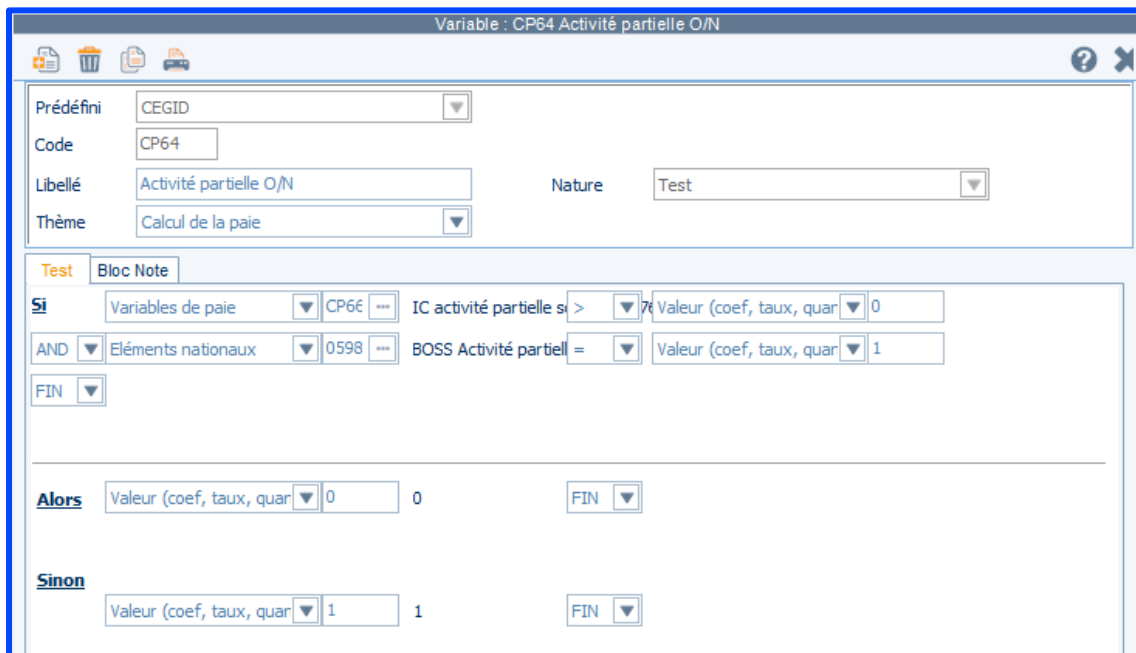 Variable : CP64 Activité partielle O/N
Prédéfini CEGID
Code CP64
Libellé Activité partielle O/N Nature Test
Thème Calcul de la paie
Test Bloc Note
Si Variables de paie CP66 ... IC activité partielle s > Valeur (coef, taux, quar 0
AND Eléments nationaux 0598 ... BOSS Activité partiell = Valeur (coef, taux, quar 1
FIN
Alors Valeur (coef, taux, quar 0 0 FIN
Sinon
Valeur (coef, taux, quar 1 1 FIN